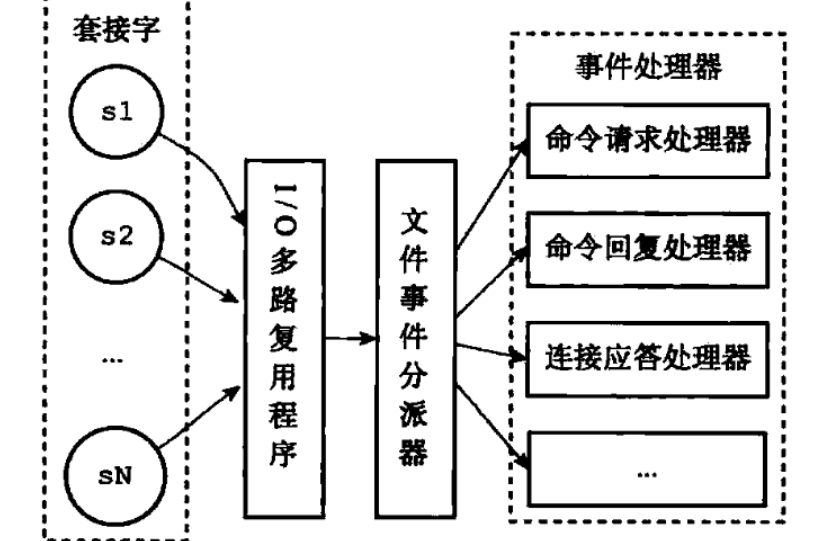 套接字
s1
s2
...
sN
I/O多路复用程序
文件事件分派器
事件处理器
命令请求处理器
命令回复处理器
连接应答处理器
...